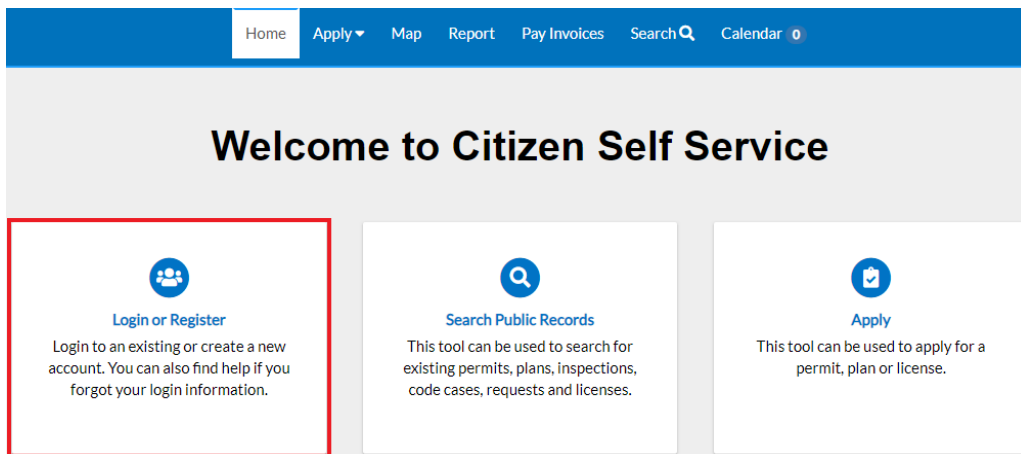 Home Apply Map Report Pay Invoices Search Calendar 0
Welcome to Citizen Self Service
Login or Register
Login to an existing or create a new
account. You can also find help if you
forgot your login information.
Search Public Records
This tool can be used to search for
existing permits, plans, inspections,
code cases, requests and licenses.
Apply
This tool can be used to apply for a
permit, plan or license.